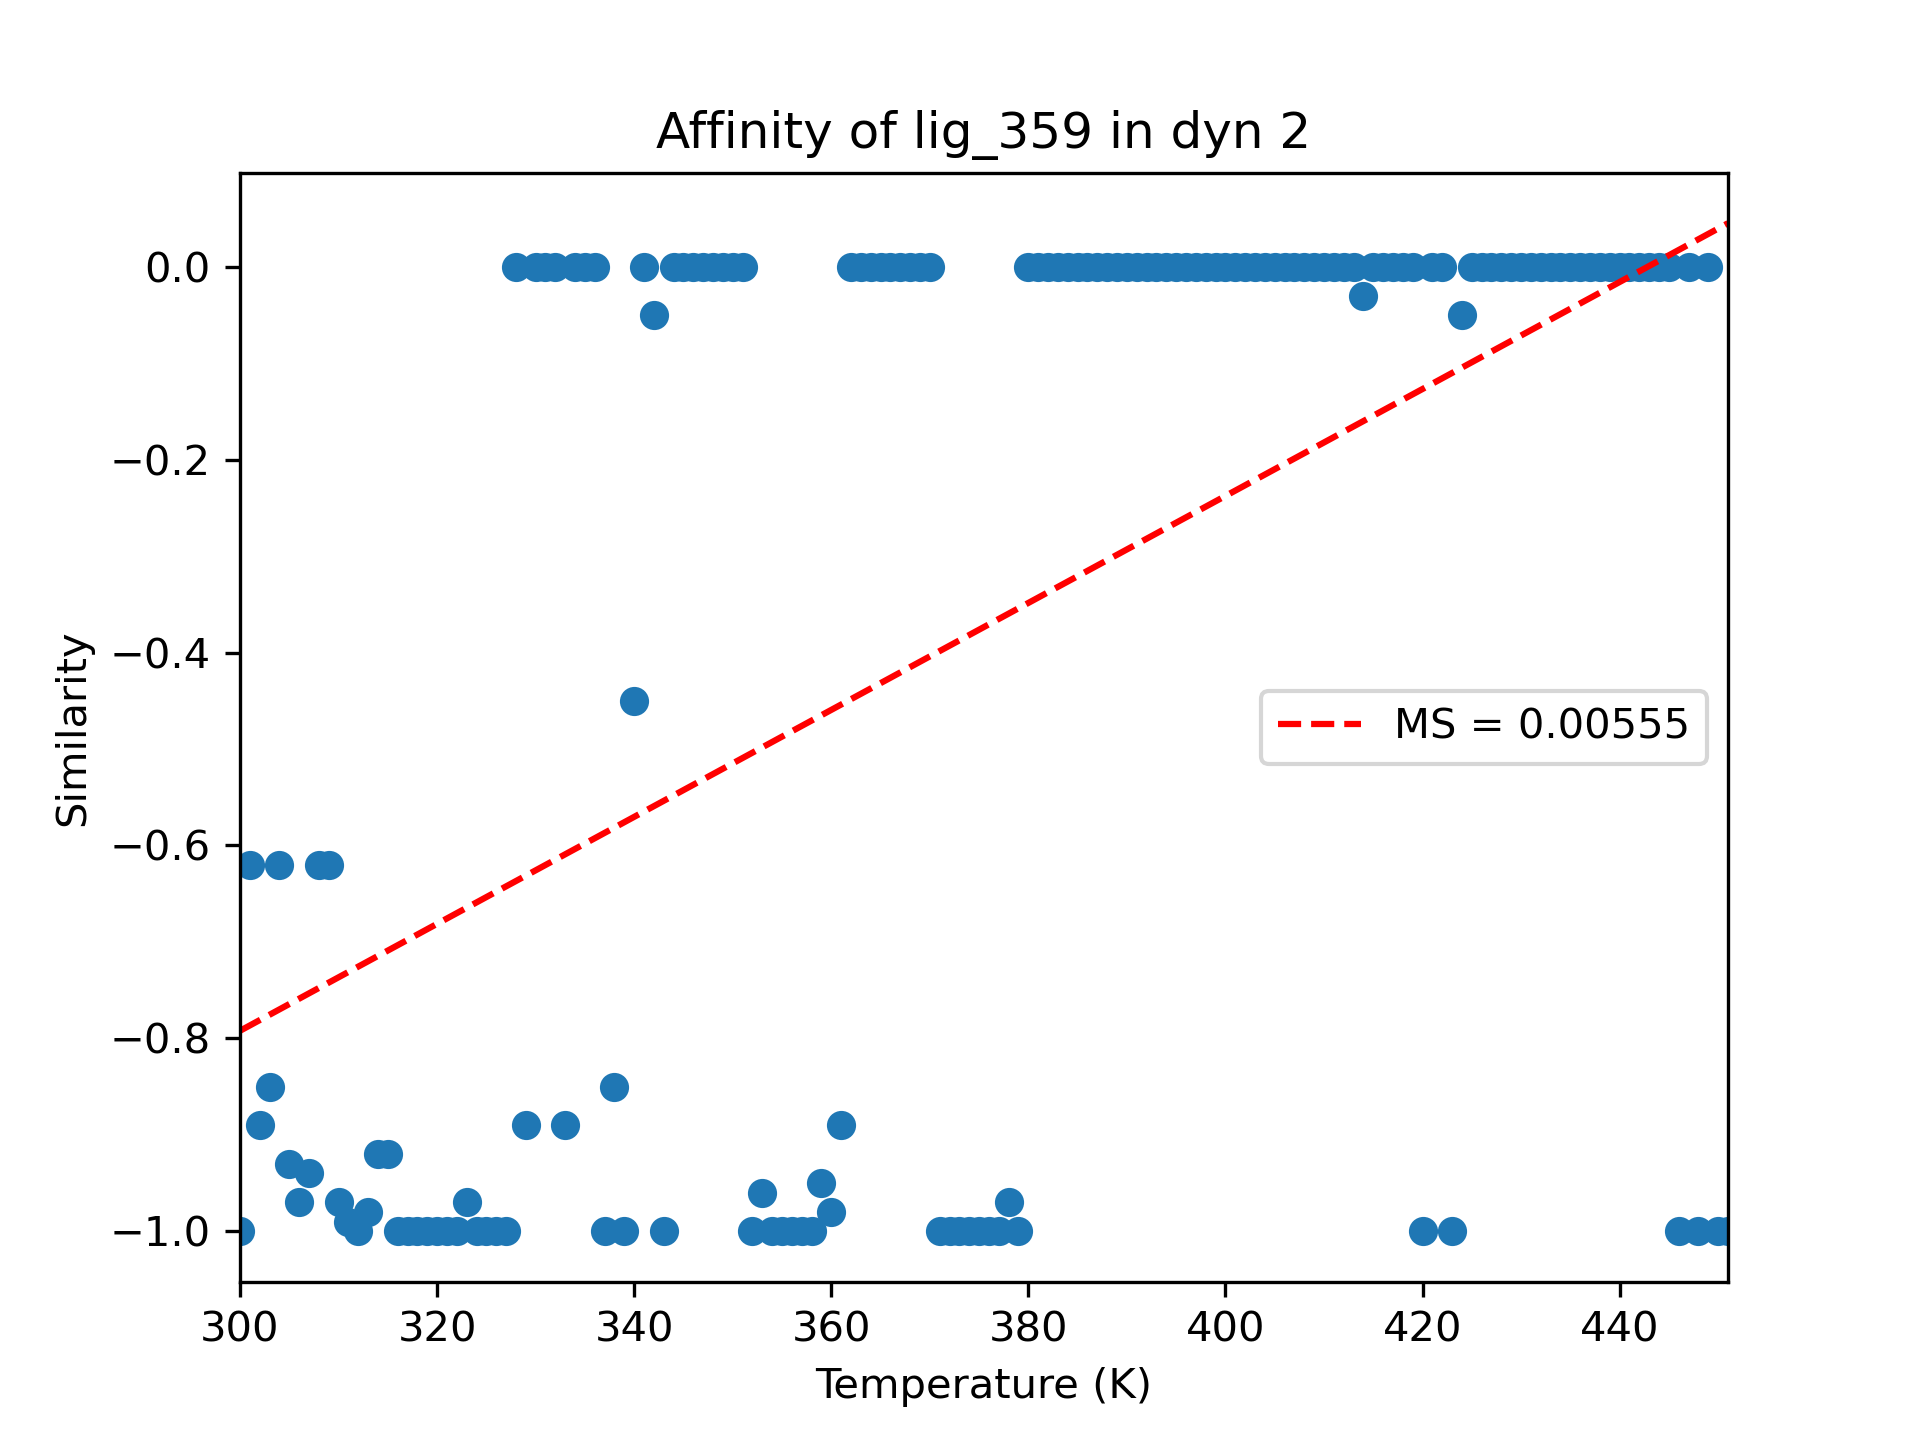 Affinity of lig_359 in dyn 2
0.0
−0.2
−0.4
−0.6
−0.8
−1.0
Similarity
MS = 0.00555
300 320 340 360 380 400 420 440
Temperature (K)